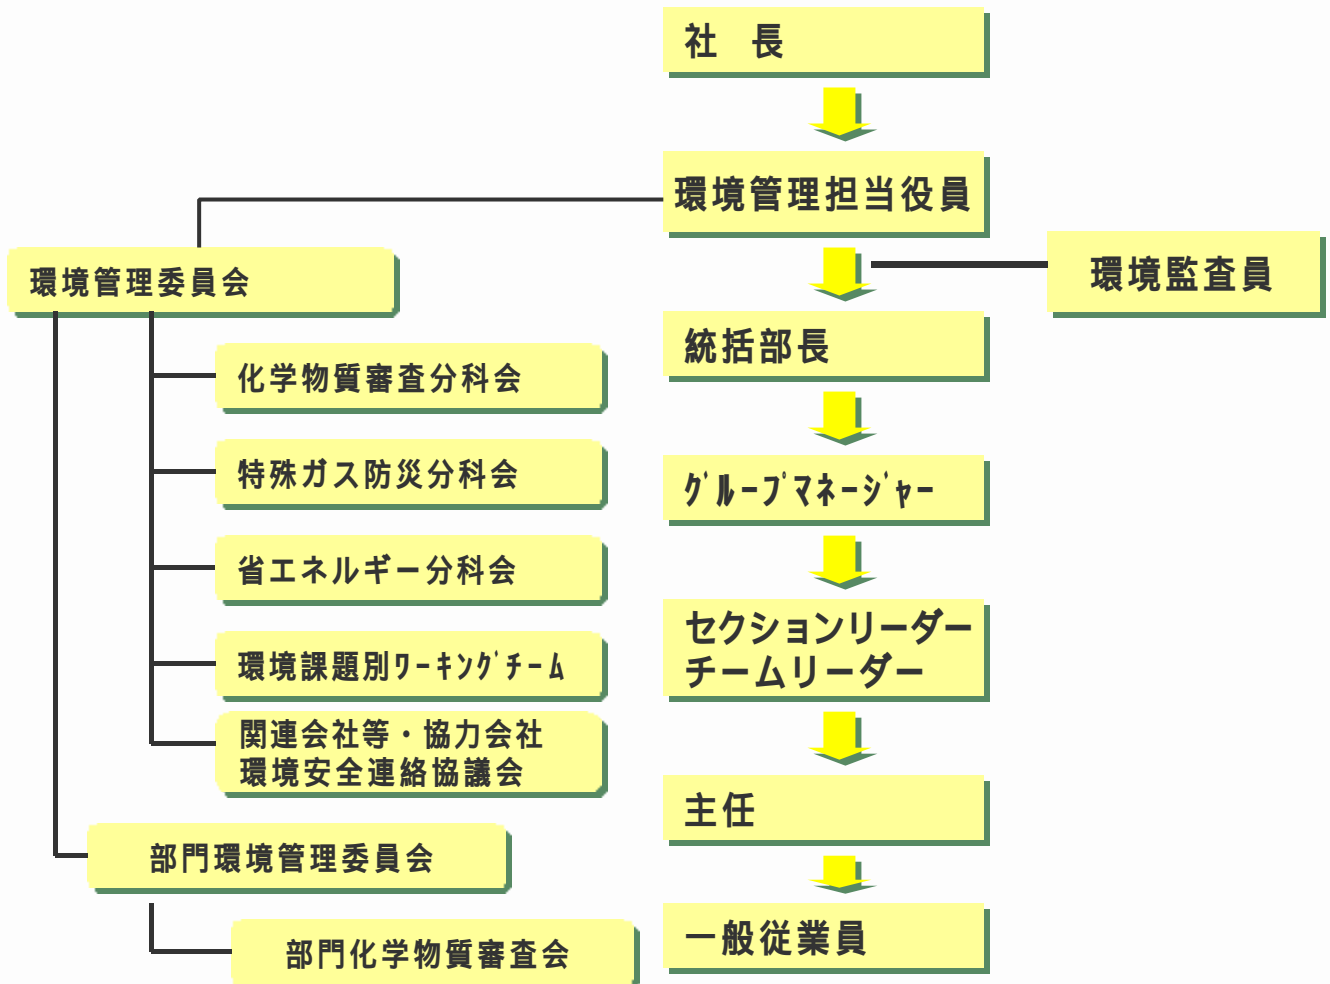 社　長
環境管理担当役員
環境監査員
環境管理委員会
統括部長
化学物質審査分科会
特殊ガス防災分科会
ｸﾞﾙｰﾌﾟﾏﾈｰｼﾞｬｰ
省エネルギー分科会
セクションリーダー
チームリーダー
環境課題別ﾜｰｷﾝｸﾞﾁｰﾑ
関連会社等・協力会社
環境安全連絡協議会
主任
部門環境管理委員会
一般従業員
部門化学物質審査会